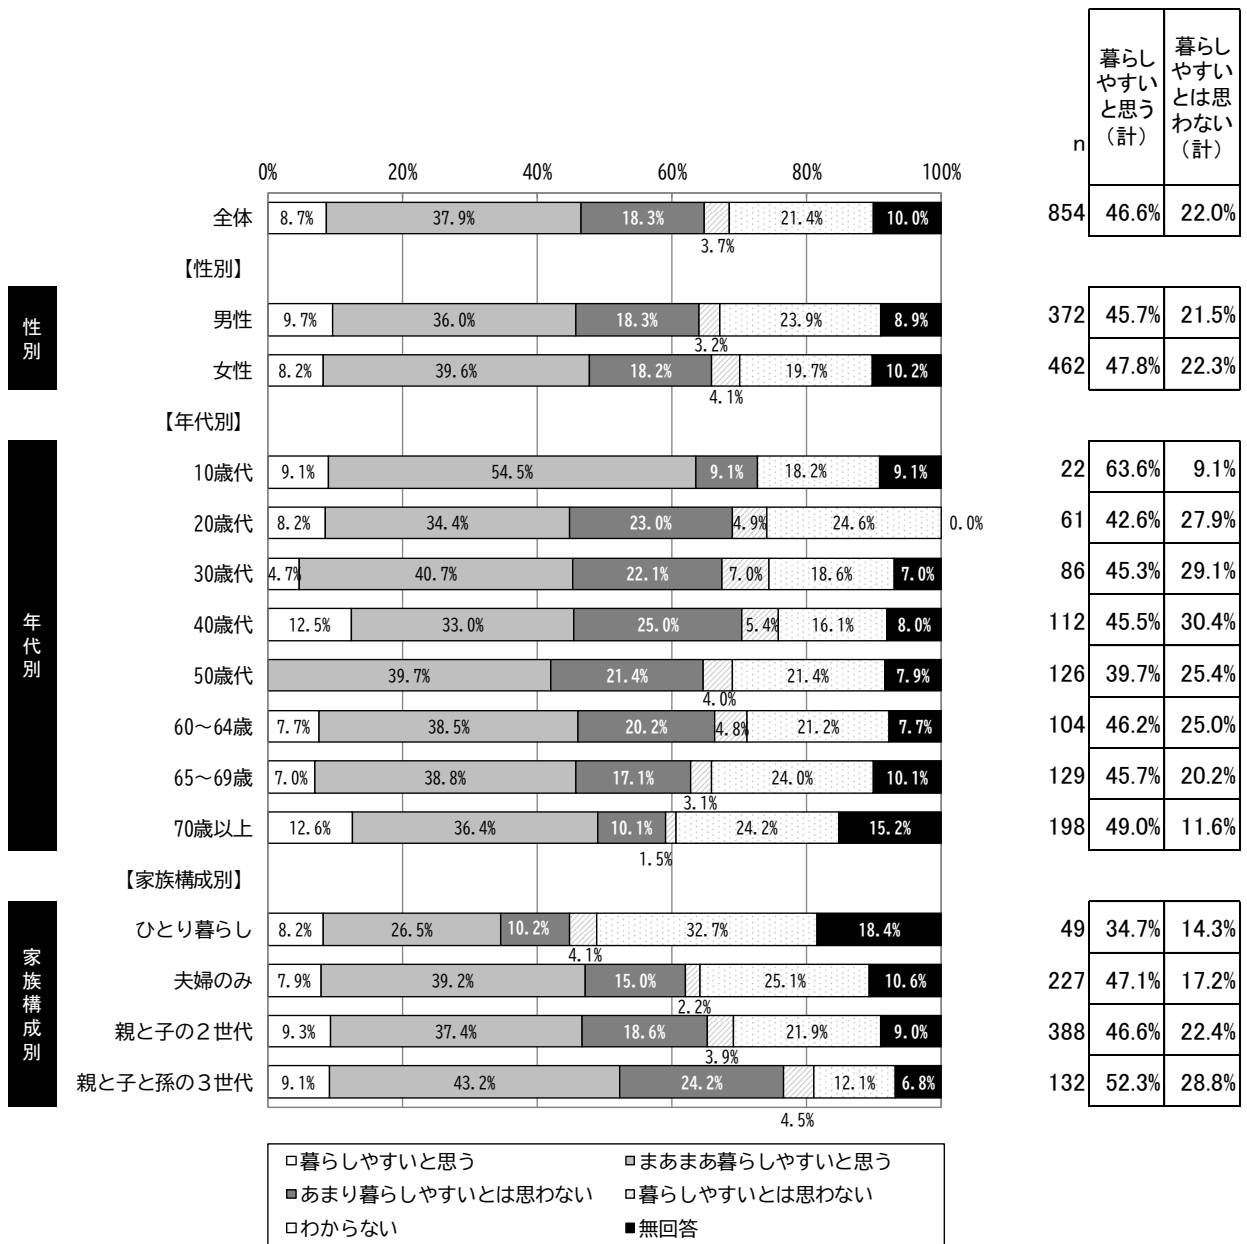 暮らし
やすい
と思う
（計）
暮らし
やすい
とは思
わない
（計）
n
0% 20% 40% 60% 80% 100%
全体 8.7% 37.9% 18.3% 21.4% 10.0% 854 46.6% 22.0%
3.7%
【性別】
性別
男性 9.7% 36.0% 18.3% 23.9% 8.9% 372 45.7% 21.5%
3.2%
女性 8.2% 39.6% 18.2% 19.7% 10.2% 462 47.8% 22.3%
4.1%
【年代別】
年代別
10歳代 9.1% 54.5% 9.1% 18.2% 9.1% 22 63.6% 9.1%
20歳代 8.2% 34.4% 23.0% 4.9% 24.6% 0.0% 61 42.6% 27.9%
30歳代 4.7% 40.7% 22.1% 7.0% 18.6% 7.0% 86 45.3% 29.1%
40歳代 12.5% 33.0% 25.0% 5.4% 16.1% 8.0% 112 45.5% 30.4%
50歳代 39.7% 21.4% 21.4% 7.9% 126 39.7% 25.4%
4.0%
60～64歳 7.7% 38.5% 20.2% 4.8% 21.2% 7.7% 104 46.2% 25.0%
65～69歳 7.0% 38.8% 17.1% 24.0% 10.1% 129 45.7% 20.2%
3.1%
70歳以上 12.6% 36.4% 10.1% 24.2% 15.2% 198 49.0% 11.6%
1.5%
【家族構成別】
家族構成別
ひとり暮らし 8.2% 26.5% 10.2% 32.7% 18.4% 49 34.7% 14.3%
4.1%
夫婦のみ 7.9% 39.2% 15.0% 25.1% 10.6% 227 47.1% 17.2%
2.2%
親と子の２世代 9.3% 37.4% 18.6% 21.9% 9.0% 388 46.6% 22.4%
3.9%
親と子と孫の３世代 9.1% 43.2% 24.2% 12.1% 6.8% 132 52.3% 28.8%
4.5%
暮らしやすいと思う まあまあ暮らしやすいと思う
あまり暮らしやすいとは思わない 暮らしやすいとは思わない
わからない 無回答